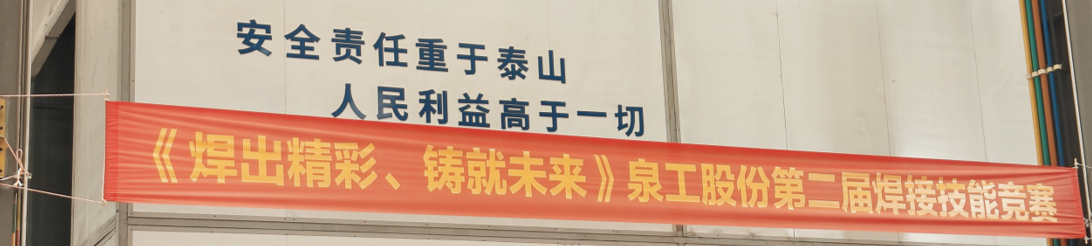 安全责任重于泰山
人民利益高于一切
《焊出精彩、铸就未来》泉工股份第二届焊接技能竞赛